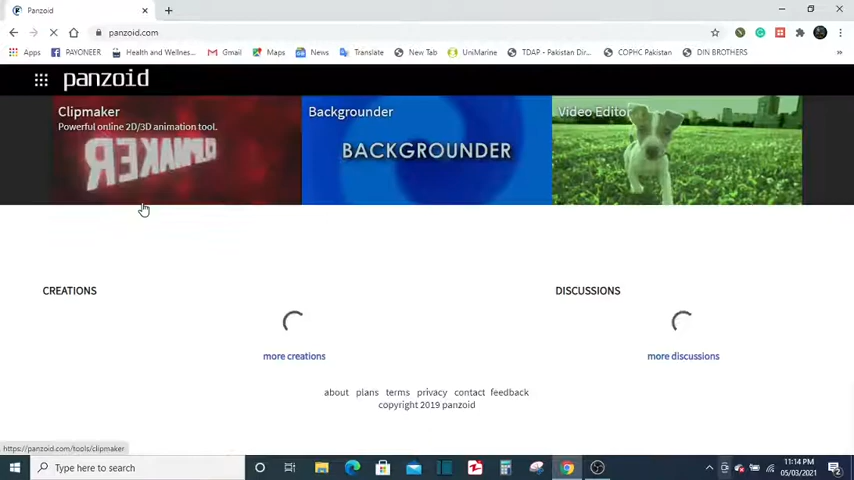 Panzoid
panzoid.com
Apps PAYONEER Health and Wellnes... Gmail Maps News Translate New Tab UniMarine TDAP - Pakistan Dir... COPHC Pakistan DIN BROTHERS
panzoid
Clipmaker
Powerful online 2D/3D animation tool.
CLIPMAKER
Backgrounder
BACKGROUNDER
Video Editor
CREATIONS
DISCUSSIONS
more creations
more discussions
about plans terms privacy contact feedback
copyright 2019 panzoid
https://panzoid.com/tools/clipmaker
Type here to search
11:14 PM
05/03/2021
2